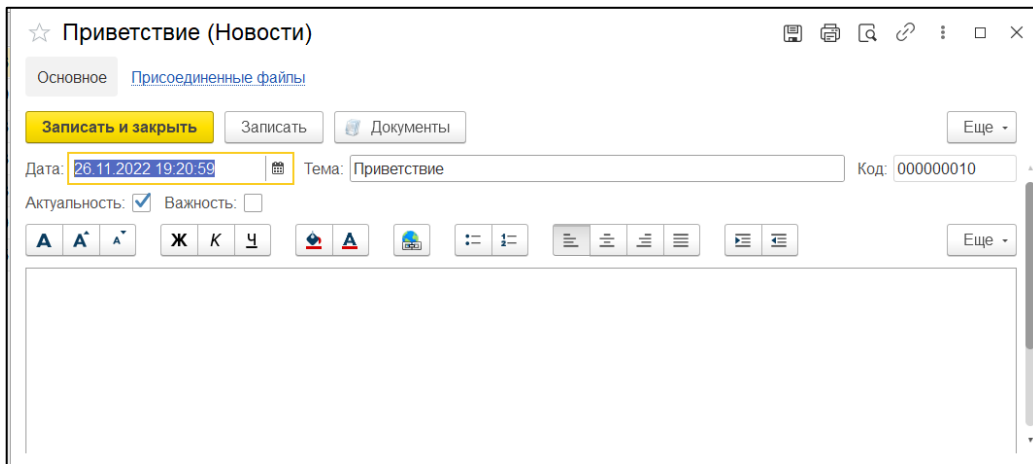 Приветствие (Новости)
Основное Присоединенные файлы
Записать и закрыть Записать Документы Еще
Дата: 26.11.2022 19:20:59 Тема: Приветствие Код: 000000010
Актуальность: Важность:
А А А Ж К Ч А Еще